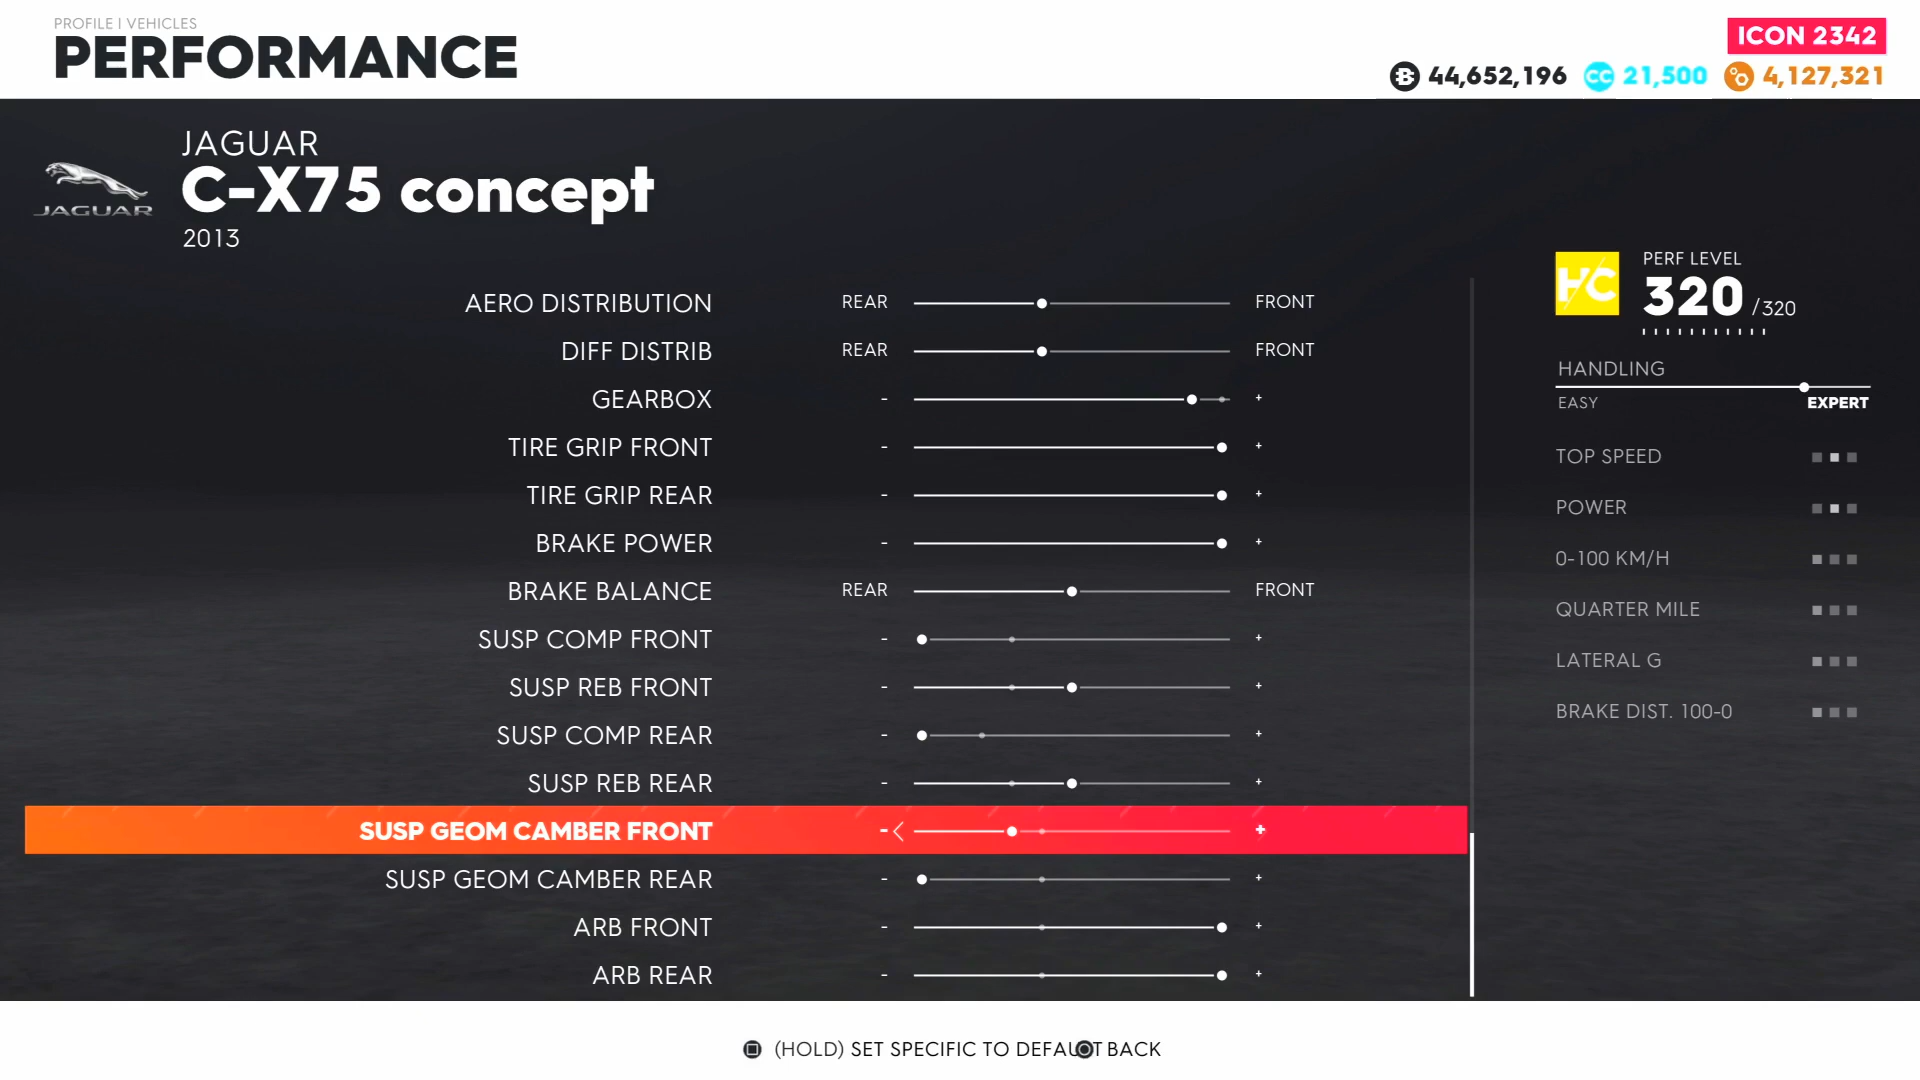 PROFILE | VEHICLES
PERFORMANCE
ICON 2342
44,652,196 CC 21,500 4,127,321
JAGUAR
JAGUAR
C-X75 concept
2013
AERO DISTRIBUTION REAR FRONT
DIFF DISTRIB REAR FRONT
GEARBOX - +
TIRE GRIP FRONT - +
TIRE GRIP REAR - +
BRAKE POWER - +
BRAKE BALANCE REAR FRONT
SUSP COMP FRONT - +
SUSP REB FRONT - +
SUSP COMP REAR - +
SUSP REB REAR - +
SUSP GEOM CAMBER FRONT - +
SUSP GEOM CAMBER REAR - +
ARB FRONT - +
ARB REAR - +
HC
PERF LEVEL
320 /320
HANDLING
EASY EXPERT
TOP SPEED
POWER
0-100 KM/H
QUARTER MILE
LATERAL G
BRAKE DIST. 100-0
(HOLD) SET SPECIFIC TO DEFAULT BACK